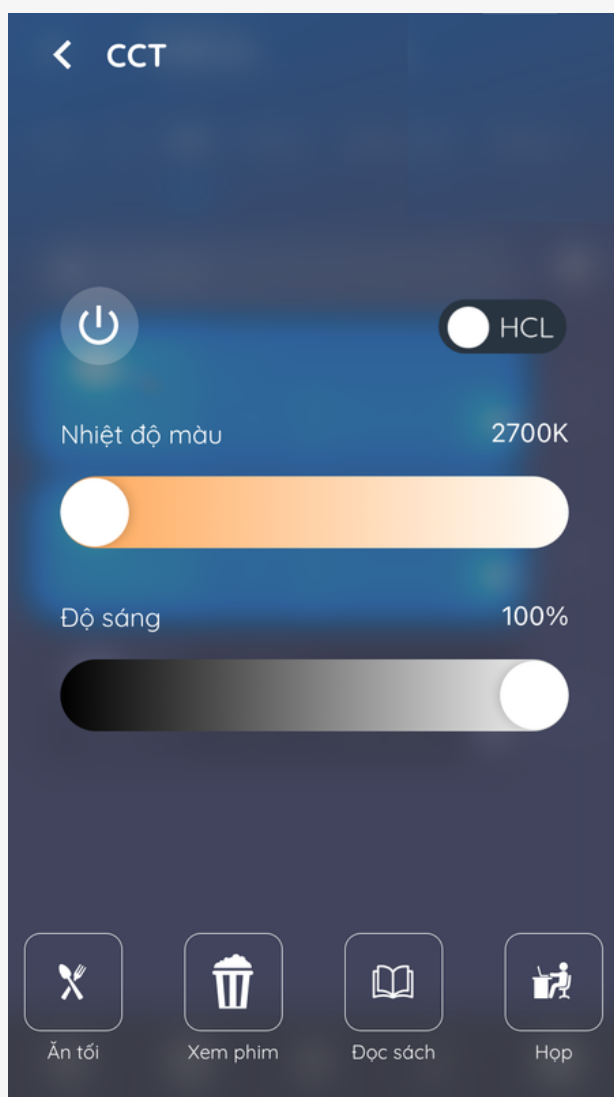 CCT
HCL
Nhiệt độ màu 2700K
Độ sáng 100%
Ăn tối Xem phim Đọc sách Họp